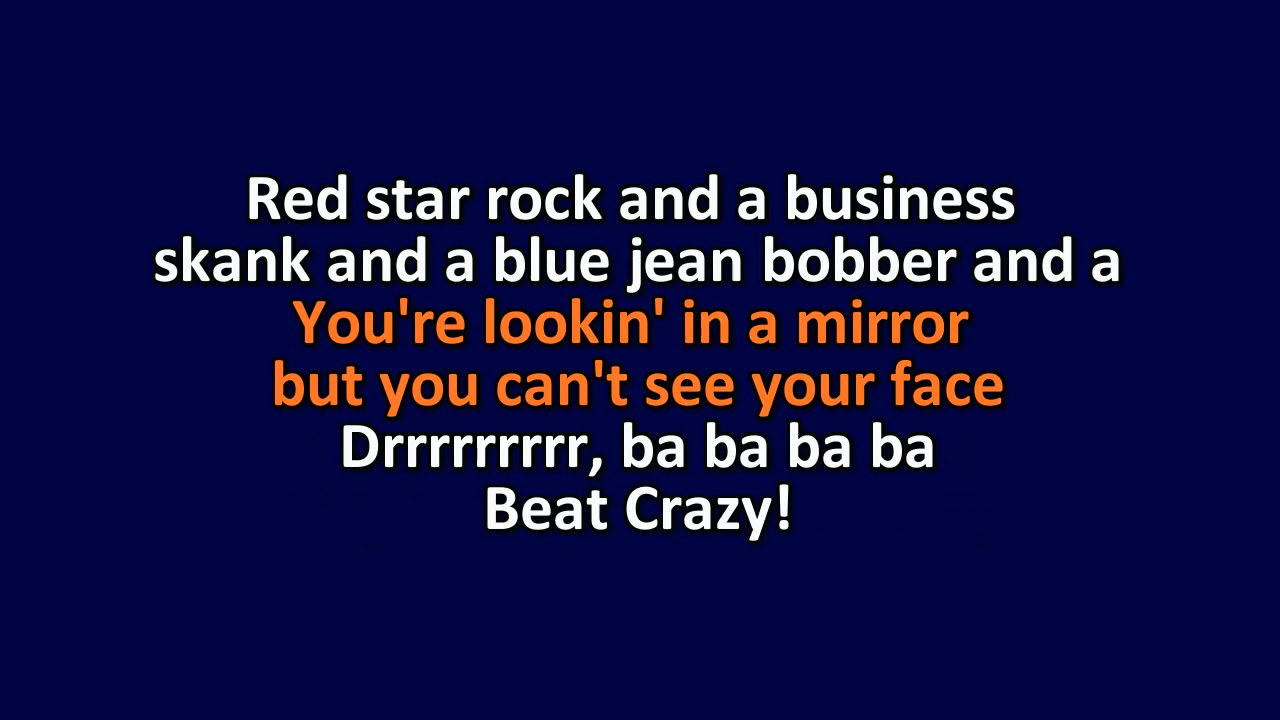 Red star rock and a business
skank and a blue jean bobber and a
You're lookin' in a mirror
but you can't see your face
Drrrrrrrrr, ba ba ba ba
Beat Crazy!